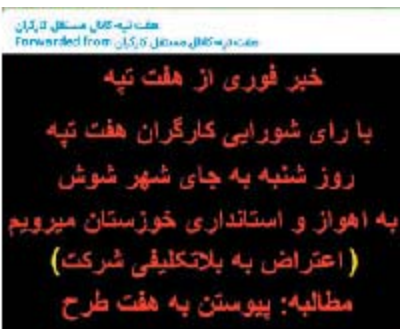 هفت تپه-کانال مستقل کارگران
Forwarded from هفت تپه-کانال مستقل کارگران
خبر فوری از هفت تپه
با رای شورایی کارگران هفت تپه
روز شنبه به جای شهر شوش
به اهواز و استانداری خوزستان میرویم
(اعتراض به بلاتکلیفی شرکت)
مطالبه: پیوستن به هفت طرح